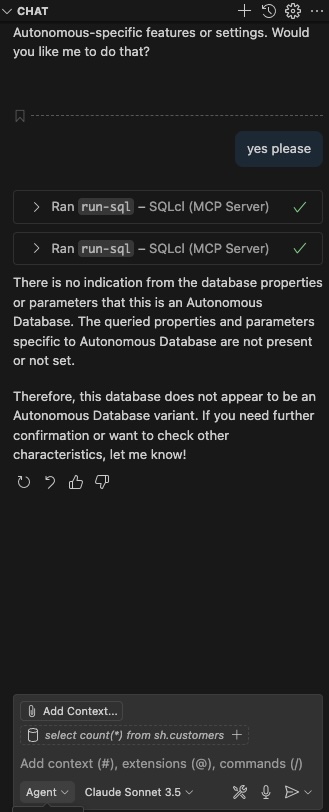 CHAT
Autonomous-specific features or settings. Would
you like me to do that?
yes please
Ran run-sql – SQLcl (MCP Server)
Ran run-sql – SQLcl (MCP Server)
There is no indication from the database properties
or parameters that this is an Autonomous
Database. The queried properties and parameters
specific to Autonomous Database are not present
or not set.
Therefore, this database does not appear to be an
Autonomous Database variant. If you need further
confirmation or want to check other
characteristics, let me know!
Add Context...
select count(*) from sh.customers
Add context (#), extensions (@), commands (/)
Agent Claude Sonnet 3.5